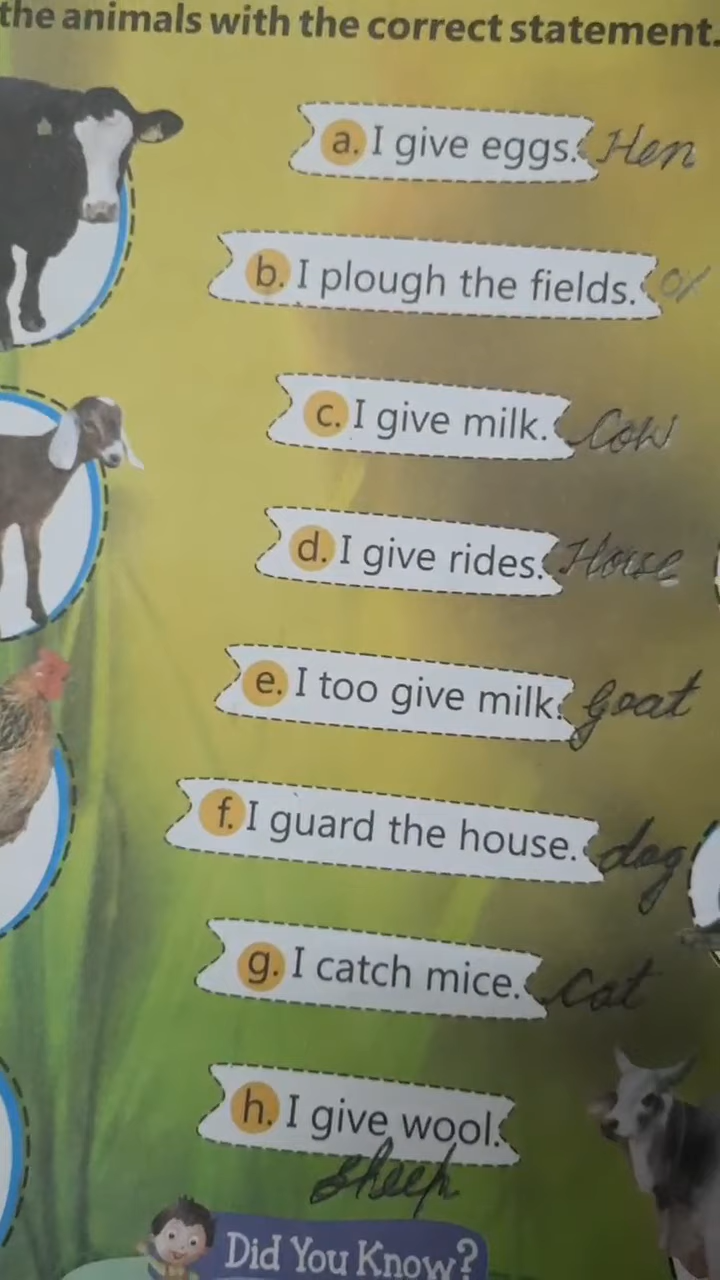 the animals with the correct statement.
a. I give eggs. Hen
b. I plough the fields. Ox
c. I give milk. Cow
d. I give rides. Horse
e. I too give milk. goat
f. I guard the house. dog
g. I catch mice. Cat
h. I give wool.
sheep
Did You Know?